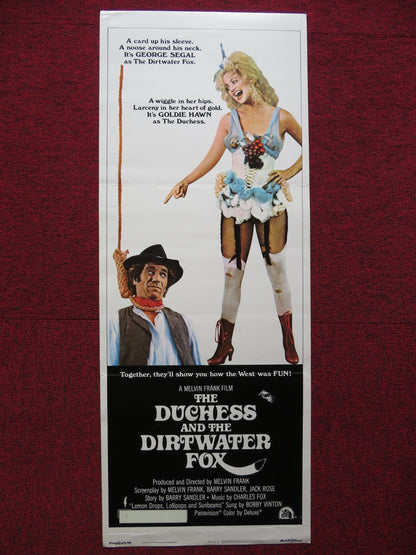 A card up his sleeve.
A noose around his neck.
It's GEORGE SEGAL
as The Dirtwater Fox.
A wiggle in her hips.
Larceny in her heart of gold.
It's GOLDIE HAWN
as The Duchess.
Together, they'll show you how the West was FUN!
A MELVIN FRANK FILM
THE
DUCHESS
AND THE
DIRTWATER
FOX
Produced and Directed by MELVIN FRANK
Screenplay by MELVIN FRANK, BARRY SANDLER, JACK ROSE
Story by BARRY SANDLER • Music by CHARLES FOX
"Lemon Drops, Lollipops and Sunbeams" Sung by BOBBY VINTON
Panavision® Color by Deluxe®